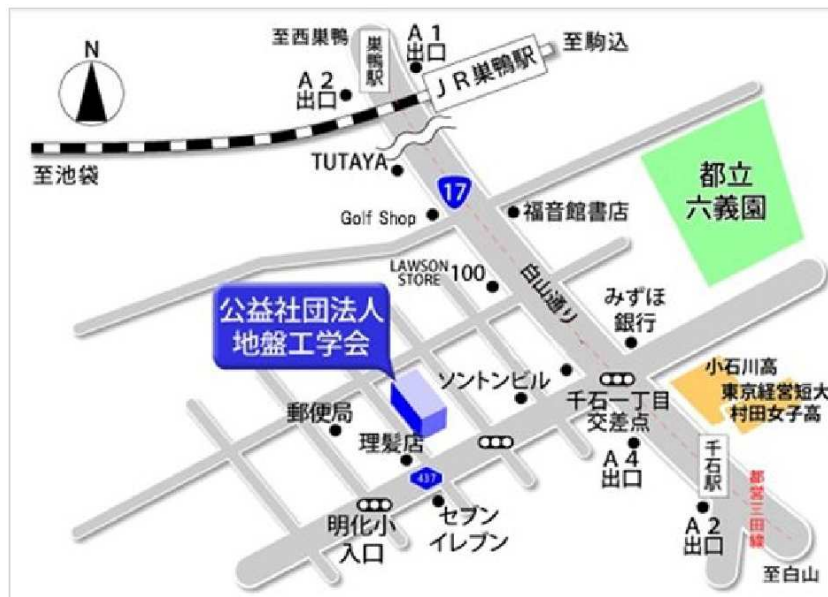 N
至西巣鴨
巣鴨駅
A1
出口
至駒込
JR巣鴨駅
A2
出口
至池袋
TUTAYA
17
都立
六義園
Golf Shop
福音館書店
LAWSON
STORE 100
白山通り
みずほ
銀行
公益社団法人
地盤工学会
小石川高
ソントンビル
東京経営短大
村田女子高
千石一丁目
交差点
郵便局
理髪店
A4
出口
千石駅
437
都営三田線
セブン
イレブン
明化小
入口
A2
出口
至白山